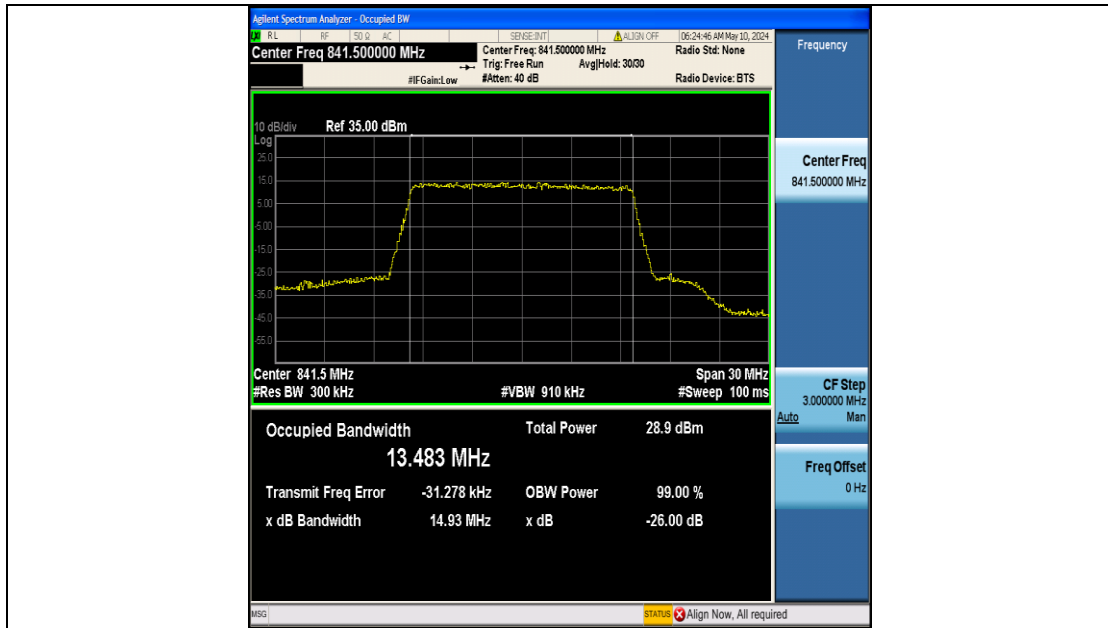 Agilent Spectrum Analyzer - Occupied BW
RL RF 50 Ω AC SENSE:INT ALIGN OFF 06:24:46 AM May 10, 2024
Center Freq 841.500000 MHz
Center Freq: 841.500000 MHz
Radio Std: None
Trig: Free Run Avg|Hold: 30/30
#IFGain:Low
#Atten: 40 dB
Radio Device: BTS
Frequency
10 dB/div Ref 35.00 dBm
Log
25.0
15.0
5.00
-5.00
-15.0
-25.0
-35.0
-45.0
-55.0
Center 841.5 MHz Span 30 MHz
#Res BW 300 kHz #VBW 910 kHz #Sweep 100 ms
Occupied Bandwidth Total Power 28.9 dBm
13.483 MHz
Transmit Freq Error -31.278 kHz OBW Power 99.00 %
x dB Bandwidth 14.93 MHz x dB -26.00 dB
Center Freq
841.500000 MHz
CF Step
3.000000 MHz
Auto Man
Freq Offset
0 Hz
MSG STATUS Align Now, All required